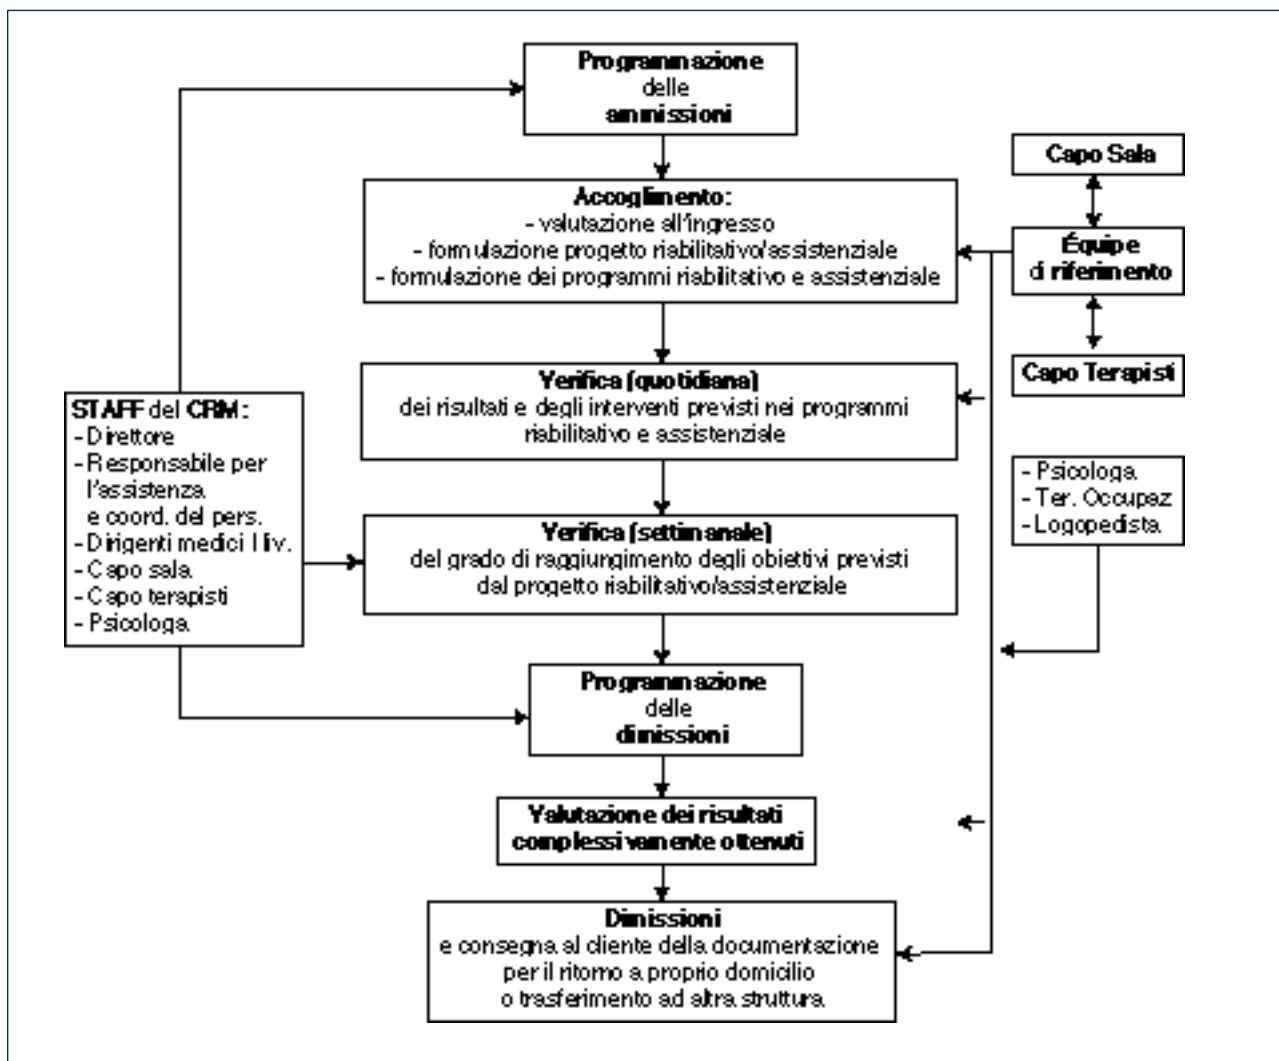 Programmazione
delle
ammissioni
Capo Sala
Accoglimento:
- valutazione all'ingresso
- formulazione progetto riabilitativo/assistenziale
- formulazione dei programmi riabilitativo e assistenziale
Équipe
di riferimento
Capo Terapisti
Verifica (quotidiana)
dei risultati e degli interventi previsti nei programmi
riabilitativo e assistenziale
STAFF del CRM:
- Direttore
- Responsabile per
l'assistenza
e coord. del pers.
- Dirigenti medici I liv.
- Capo sala
- Capo terapisti
- Psicologa
- Psicologa
- Ter. Occupaz
- Logopedista
Verifica (settimanale)
del grado di raggiungimento degli obiettivi previsti
dal progetto riabilitativo/assistenziale
Programmazione
delle
dimissioni
Valutazione dei risultati
complessivamente ottenuti
Dimissioni
e consegna al cliente della documentazione
per il ritorno a proprio domicilio
o trasferimento ad altra struttura